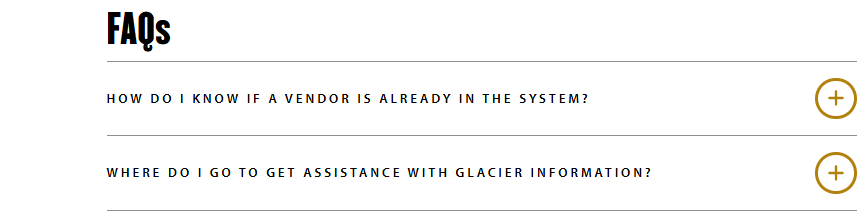 FAQs
HOW DO I KNOW IF A VENDOR IS ALREADY IN THE SYSTEM?
WHERE DO I GO TO GET ASSISTANCE WITH GLACIER INFORMATION?